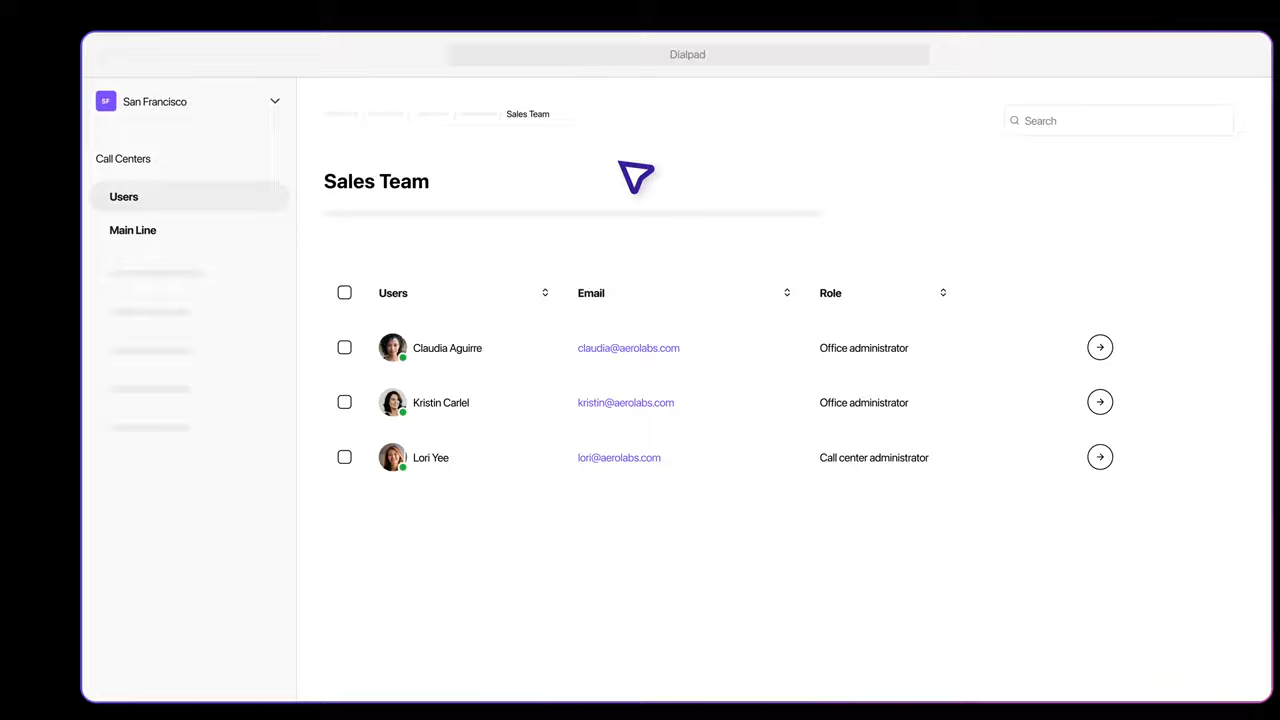 Dialpad
SF San Francisco
Call Centers
Users
Main Line
Sales Team
Search
Sales Team
Users Email Role
Claudia Aguirre claudia@aerolabs.com Office administrator
Kristin Carlel kristin@aerolabs.com Office administrator
Lori Yee lori@aerolabs.com Call center administrator